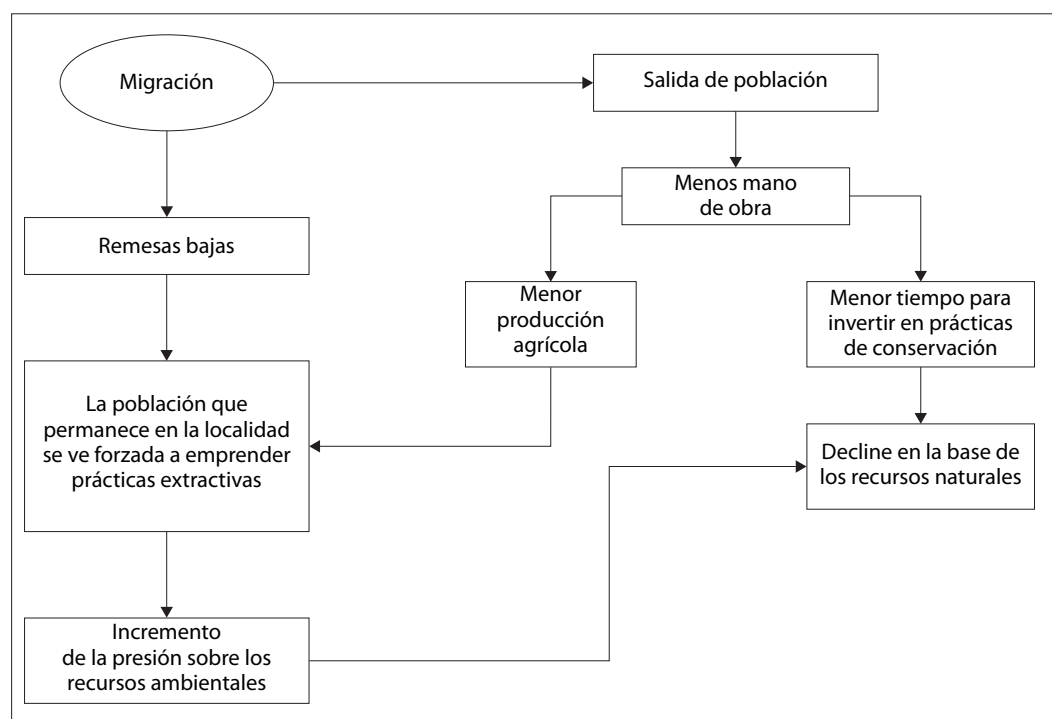 Migración
Salida de población
Menos mano
de obra
Remesas bajas
Menor
producción
agrícola
Menor tiempo para
invertir en prácticas
de conservación
La población que
permanece en la localidad
se ve forzada a emprender
prácticas extractivas
Decline en la base de
los recursos naturales
Incremento
de la presión sobre los
recursos ambientales